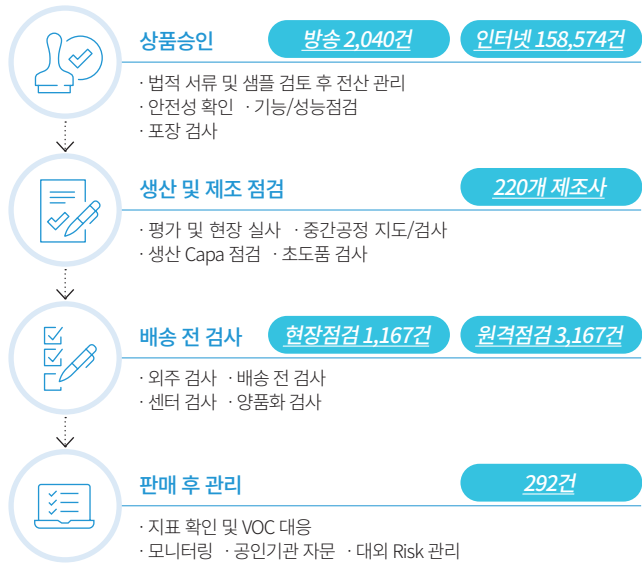 상품승인 방송 2,040건 인터넷 158,574건
· 법적 서류 및 샘플 검토 후 전산 관리
· 안전성 확인 · 기능/성능점검
· 포장 검사
생산 및 제조 점검 220개 제조사
· 평가 및 현장 실사 · 중간공정 지도/검사
· 생산 Capa 점검 · 초도품 검사
배송 전 검사 현장점검 1,167건 원격점검 3,167건
· 외주 검사 · 배송 전 검사
· 센터 검사 · 양품화 검사
판매 후 관리 292건
· 지표 확인 및 VOC 대응
· 모니터링 · 공인기관 자문 · 대외 Risk 관리